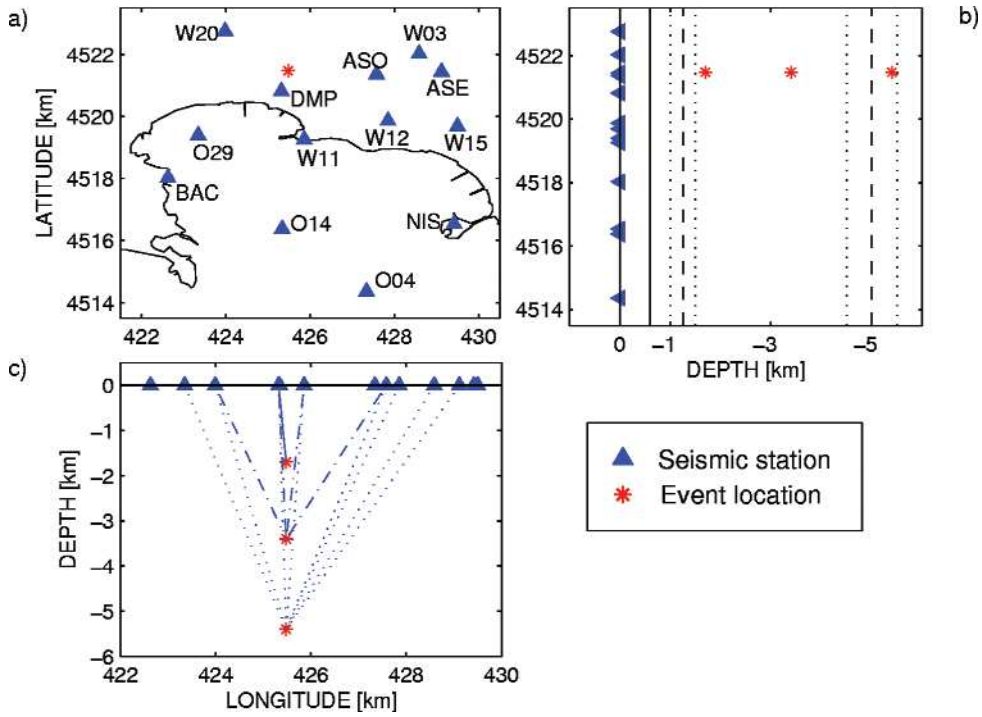 a)
4522
4520
4518
4516
4514
LATITUDE [km]
W20
W03
ASO
ASE
DMP
W12
W15
O29
W11
BAC
O14
NIS
O04
422
424
426
428
430
b)
4522
4520
4518
4516
4514
0
−1
−3
−5
DEPTH [km]
c)
0
−1
−2
−3
−4
−5
−6
DEPTH [km]
422
424
426
428
430
LONGITUDE [km]
Seismic station
Event location